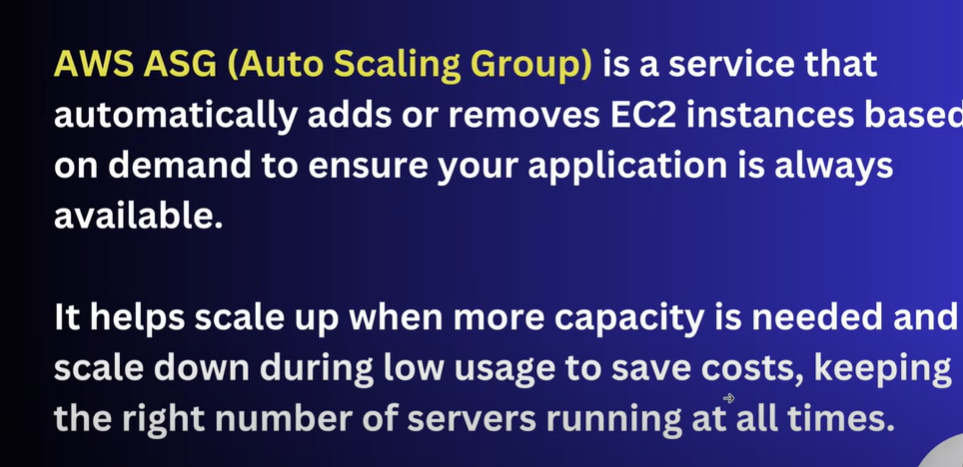 AWS ASG (Auto Scaling Group) is a service that
automatically adds or removes EC2 instances based
on demand to ensure your application is always
available.
It helps scale up when more capacity is needed and
scale down during low usage to save costs, keeping
the right number of servers running at all times.